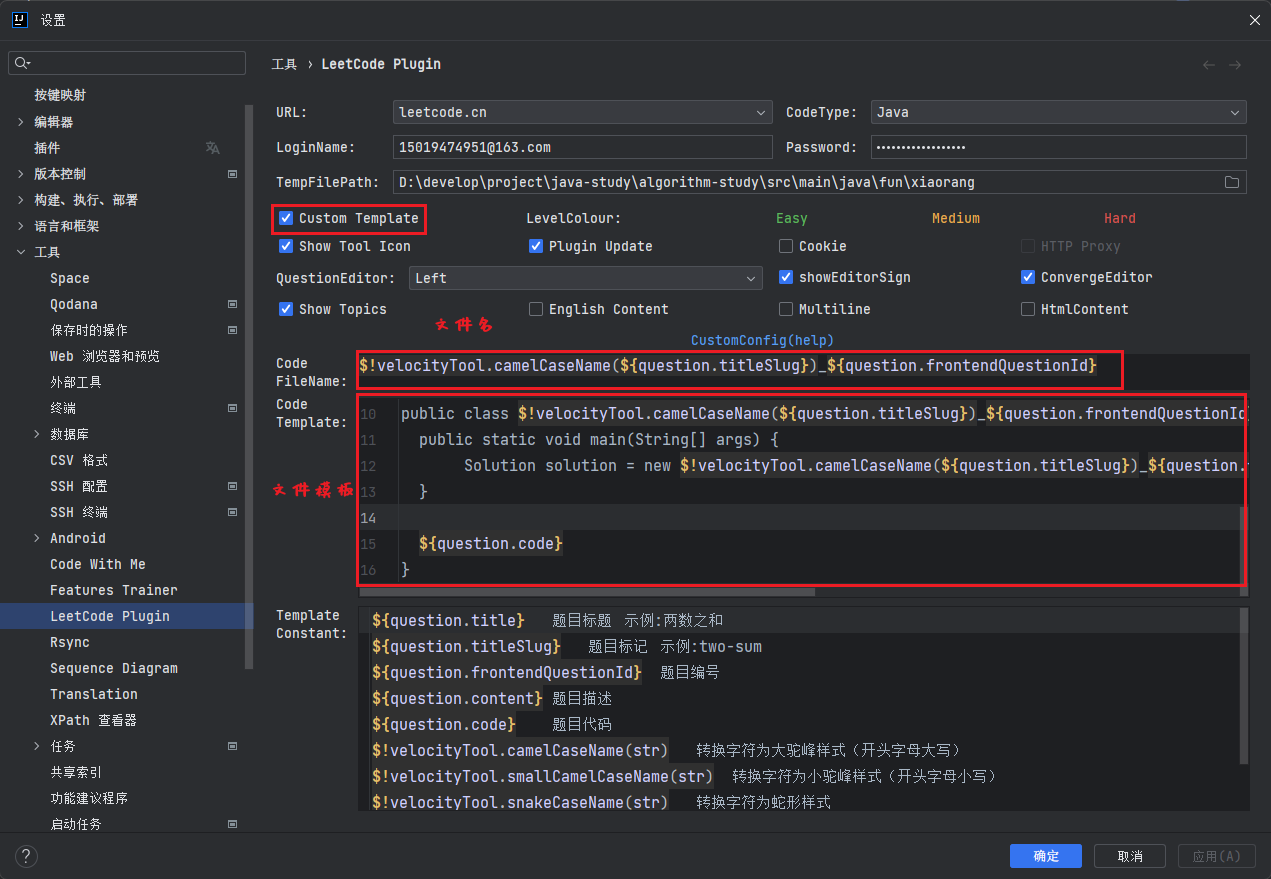 设置
工具 › LeetCode Plugin
按键映射
编辑器
插件
版本控制
构建、执行、部署
语言和框架
工具
Space
Qodana
保存时的操作
Web 浏览器和预览
外部工具
终端
数据库
CSV 格式
SSH 配置
SSH 终端
Android
Code With Me
Features Trainer
LeetCode Plugin
Rsync
Sequence Diagram
Translation
XPath 查看器
任务
共享索引
功能建议程序
启动任务
URL: leetcode.cn CodeType: Java
LoginName: 15019474951@163.com Password: •••••••••••••••••
TempFilePath: D:\develop\project\java-study\algorithm-study\src\main\java\fun\xiaorang
Custom Template LevelColour: Easy Medium Hard
Show Tool Icon Plugin Update Cookie HTTP Proxy
QuestionEditor: Left showEditorSign ConvergeEditor
Show Topics English Content Multiline HtmlContent
文件名
CustomConfig(help)
Code
FileName:
$!velocityTool.camelCaseName(${question.titleSlug})_${question.frontendQuestionId}
Code
Template:
文件模板
10 public class $!velocityTool.camelCaseName(${question.titleSlug})_${question.frontendQuestionId
11 public static void main(String[] args) {
12 Solution solution = new $!velocityTool.camelCaseName(${question.titleSlug})_${question.
13 }
14
15 ${question.code}
16 }
Template
Constant:
${question.title} 题目标题 示例:两数之和
${question.titleSlug} 题目标记 示例:two-sum
${question.frontendQuestionId} 题目编号
${question.content} 题目描述
${question.code} 题目代码
$!velocityTool.camelCaseName(str) 转换字符为大驼峰样式（开头字母大写）
$!velocityTool.smallCamelCaseName(str) 转换字符为小驼峰样式（开头字母小写）
$!velocityTool.snakeCaseName(str) 转换字符为蛇形样式
?
确定
取消
应用(A)